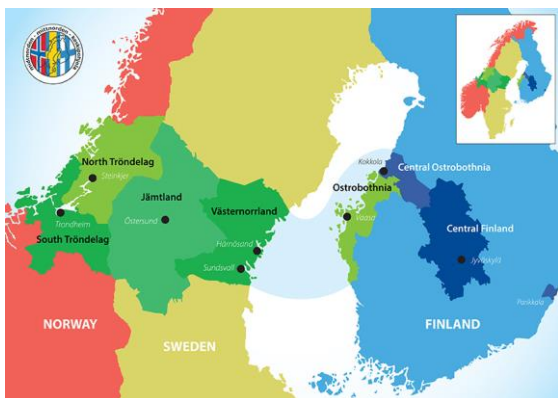 North Tröndelag
Steinkjer
Trondheim
South Tröndelag
Jämtland
Östersund
Västernorrland
Härnösand
Sundsvall
Kokkola
Central Ostrobothnia
Ostrobothnia
Vaasa
Central Finland
Jyväskylä
Parikkala
NORWAY
SWEDEN
FINLAND